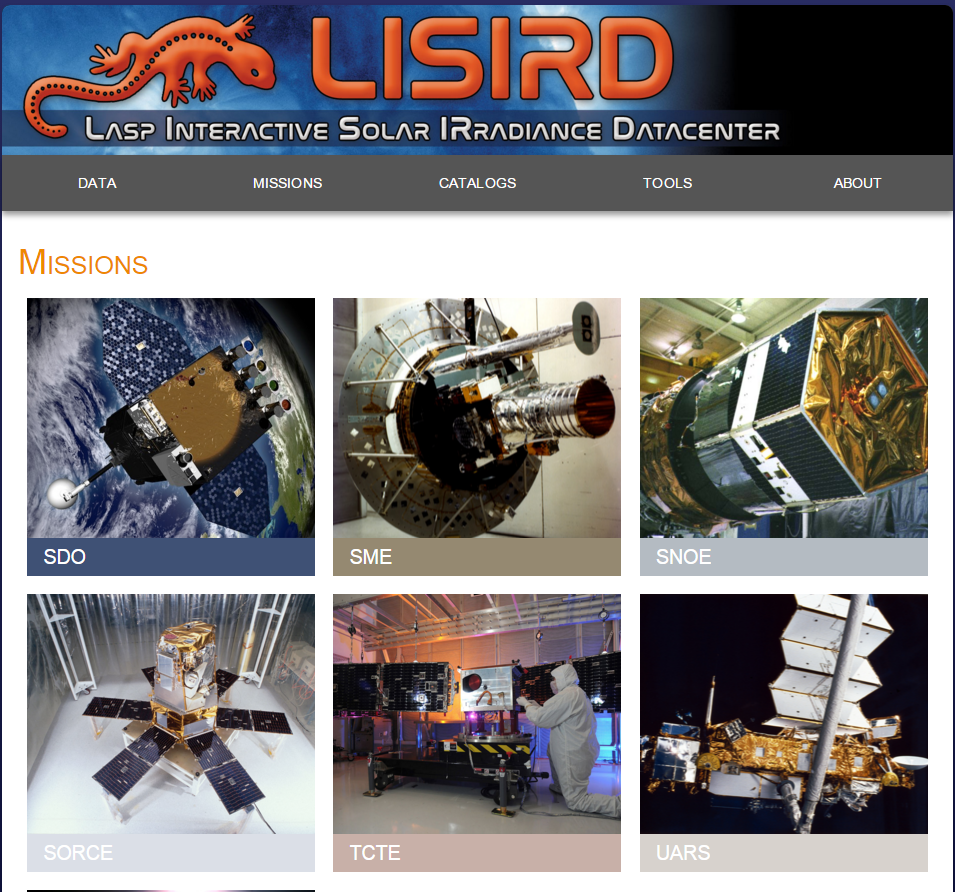 LISIRD
LASP INTERACTIVE SOLAR IRRADIANCE DATACENTER
DATA MISSIONS CATALOGS TOOLS ABOUT
MISSIONS
SDO SME SNOE
SORCE TCTE UARS